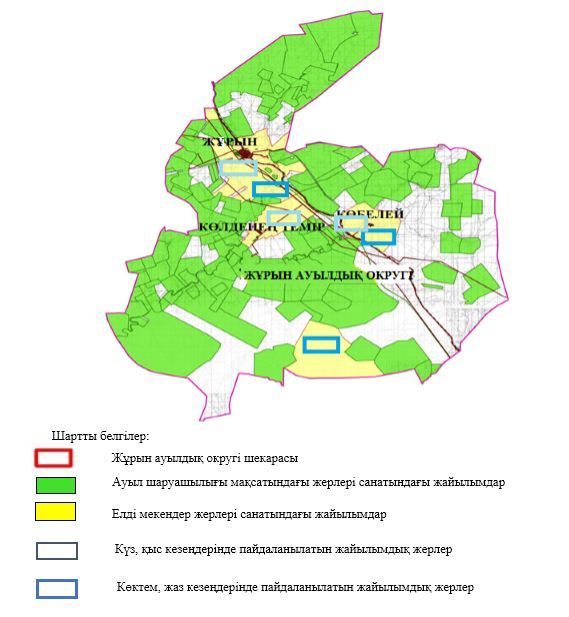 ЖҰРЫН
КӨБЕЛЕЙ
КӨЛДЕНЕҢ ТЕМІР
ЖҰРЫН АУЫЛДЫҚ ОКРУГІ
Шартты белгілер:
Жұрын ауылдық округі шекарасы
Ауыл шаруашылығы мақсатындағы жерлері санатындағы жайылымдар
Елді мекендер жерлері санатындағы жайылымдар
Күз, қыс кезеңдерінде пайдаланылатын жайылымдық жерлер
Көктем, жаз кезеңдерінде пайдаланылатын жайылымдық жерлер